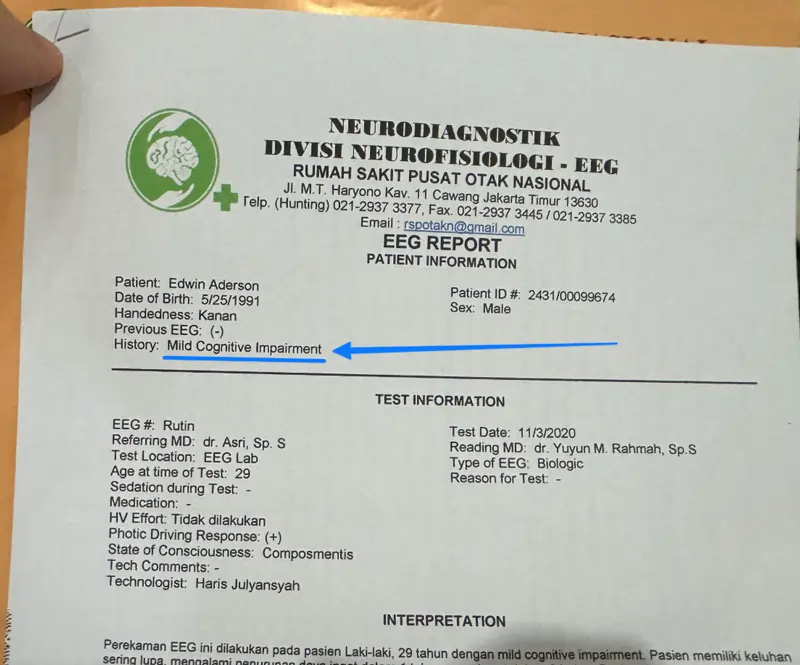 NEURODIAGNOSTIK
DIVISI NEUROFISIOLOGI - EEG
RUMAH SAKIT PUSAT OTAK NASIONAL
Jl. M.T. Haryono Kav. 11 Cawang Jakarta Timur 13630
Telp. (Hunting) 021-2937 3377, Fax. 021-2937 3445 / 021-2937 3385
Email : rspotakn@gmail.com
EEG REPORT
PATIENT INFORMATION
Patient: Edwin Aderson
Date of Birth: 5/25/1991
Handedness: Kanan
Previous EEG: (-)
History: Mild Cognitive Impairment
Patient ID #: 2431/00099674
Sex: Male
TEST INFORMATION
EEG #: Rutin
Referring MD: dr. Asri, Sp. S
Test Location: EEG Lab
Age at time of Test: 29
Sedation during Test: -
Medication: -
HV Effort: Tidak dilakukan
Photic Driving Response: (+)
State of Consciousness: Composmentis
Tech Comments: -
Technologist: Haris Julyansyah
Test Date: 11/3/2020
Reading MD: dr. Yuyun M. Rahmah, Sp.S
Type of EEG: Biologic
Reason for Test: -
INTERPRETATION
Perekaman EEG ini dilakukan pada pasien Laki-laki, 29 tahun dengan mild cognitive impairment. Pasien memiliki keluhan
sering lupa, mengalami penurunan daya ingat